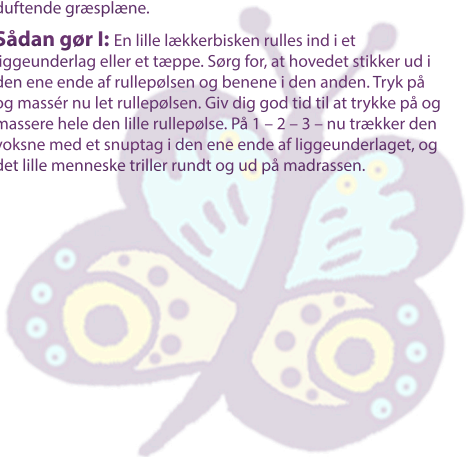 duftende græsplæne.
Sådan gør I: En lille lækkerbisken rulles ind i et
liggeunderlag eller et tæppe. Sørg for, at hovedet stikker ud i
den ene ende af rullepølsen og benene i den anden. Tryk på
og massér nu let rullepølsen. Giv dig god tid til at trykke på og
massere hele den lille rullepølse. På 1 – 2 – 3 – nu trækker den
voksne med et snuptag i den ene ende af liggeunderlaget, og
det lille menneske triller rundt og ud på madrassen.